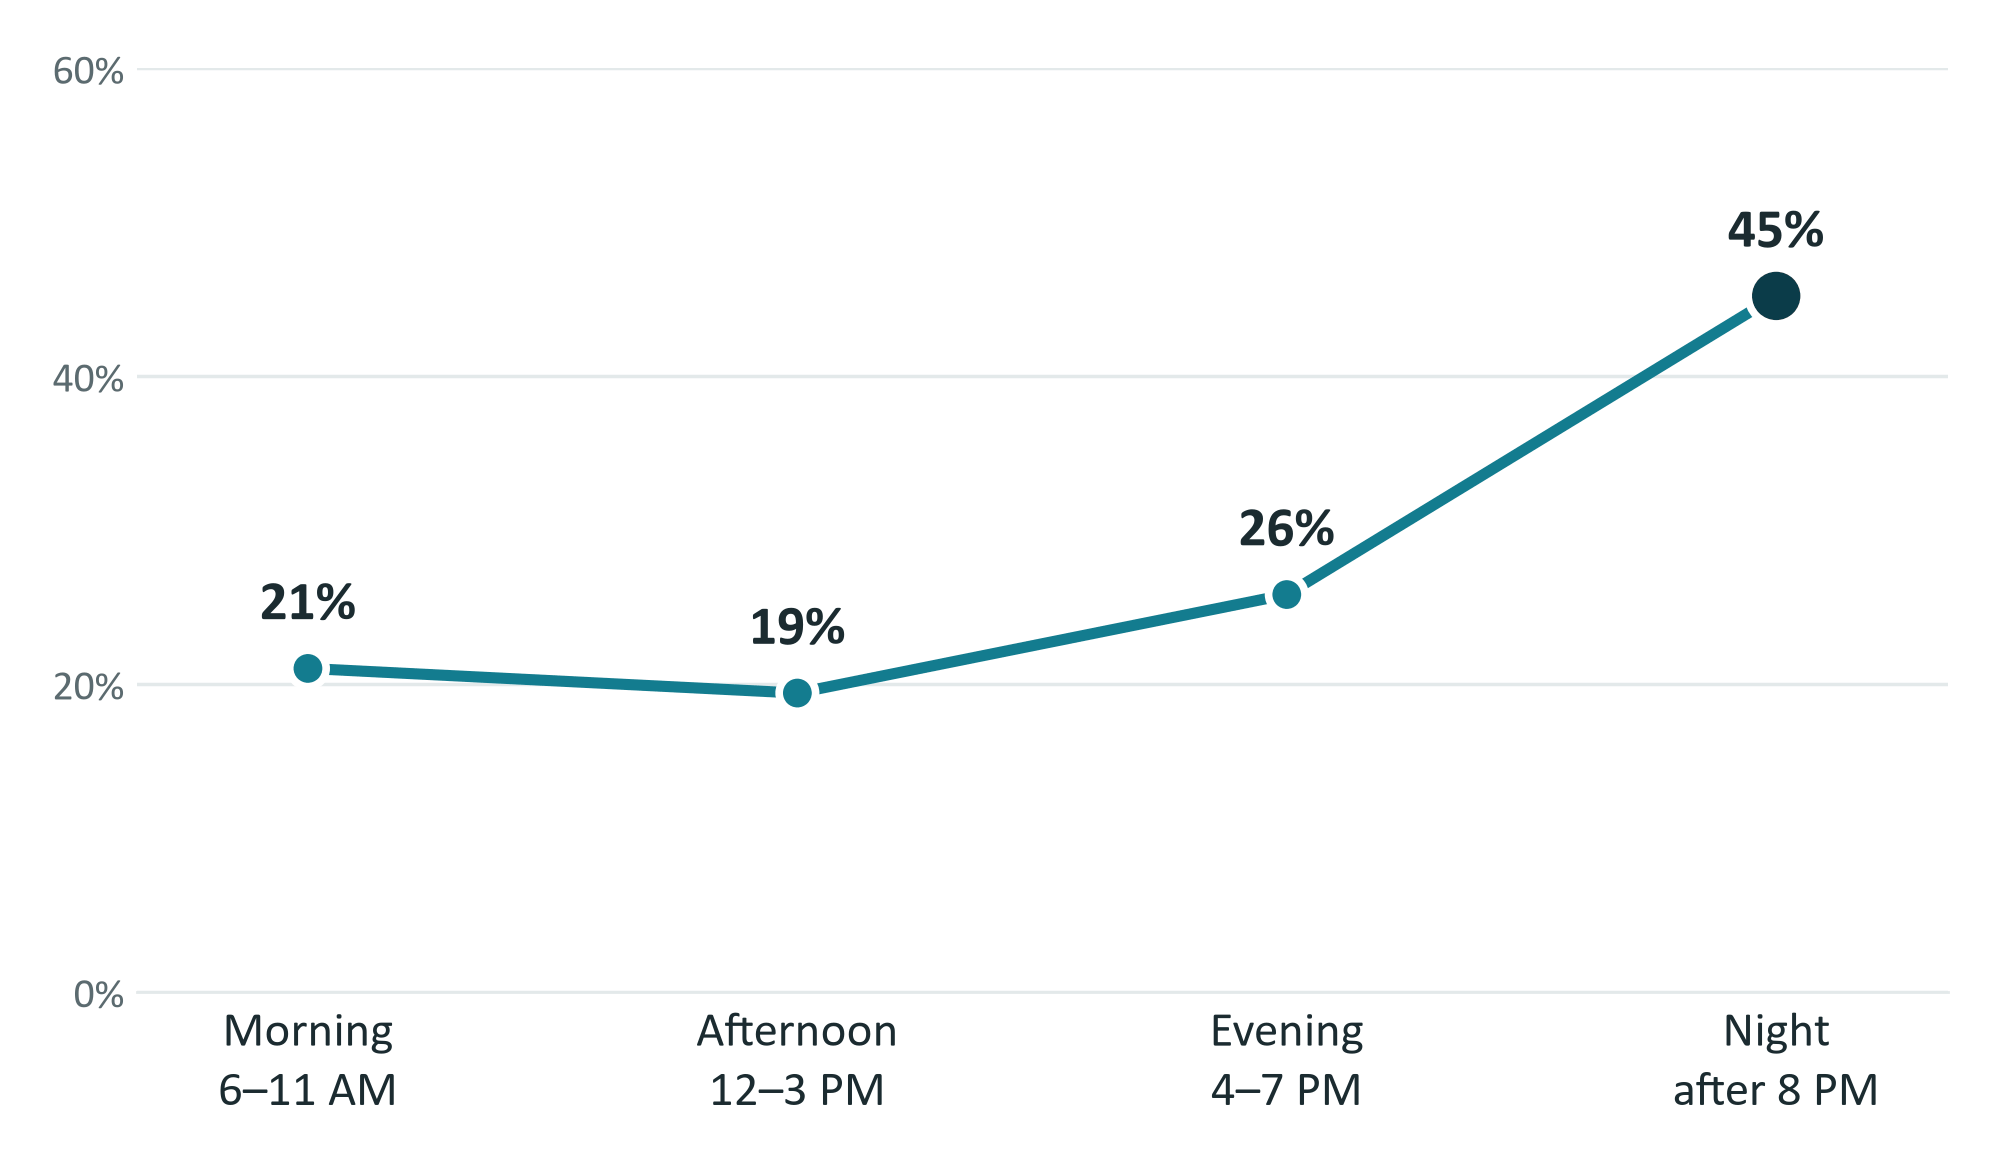 60%
45%
40%
26%
21%
19%
20%
0%
Morning
6–11 AM
Afternoon
12–3 PM
Evening
4–7 PM
Night
after 8 PM